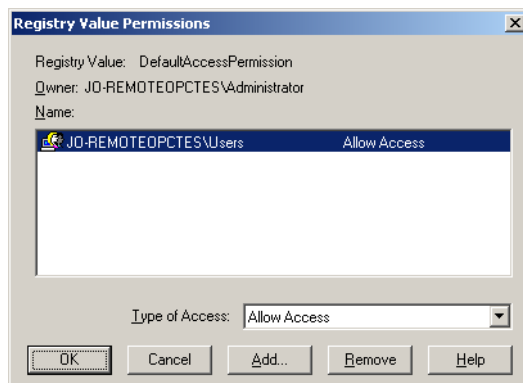 Registry Value Permissions
Registry Value: DefaultAccessPermission
Owner: JO-REMOTEOPCTES\Administrator
Name:
JO-REMOTEOPCTES\Users Allow Access
Type of Access: Allow Access
OK Cancel Add... Remove Help